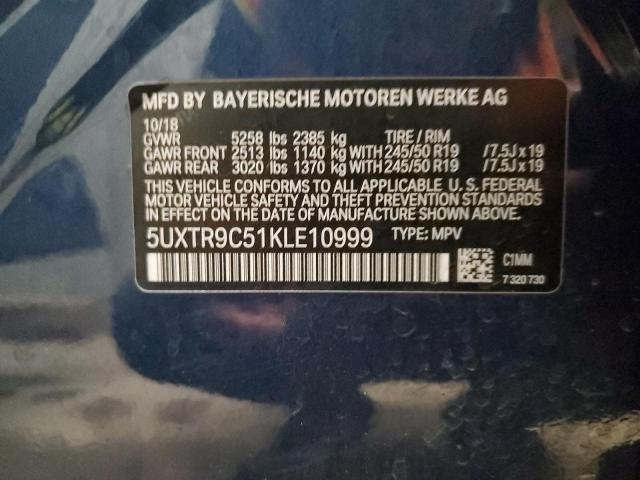 MFD BY BAYERISCHE MOTOREN WERKE AG
10/18
GVWR 5258 lbs 2385 kg TIRE / RIM
GAWR FRONT 2513 lbs 1140 kg WITH 245/50 R19 /7.5J x 19
GAWR REAR 3020 lbs 1370 kg WITH 245/50 R19 /7.5J x 19
THIS VEHICLE CONFORMS TO ALL APPLICABLE U. S. FEDERAL
MOTOR VEHICLE SAFETY AND THEFT PREVENTION STANDARDS
IN EFFECT ON THE DATE OF MANUFACTURE SHOWN ABOVE.
5UXTR9C51KLE10999 TYPE: MPV
C1MM
7 320 730